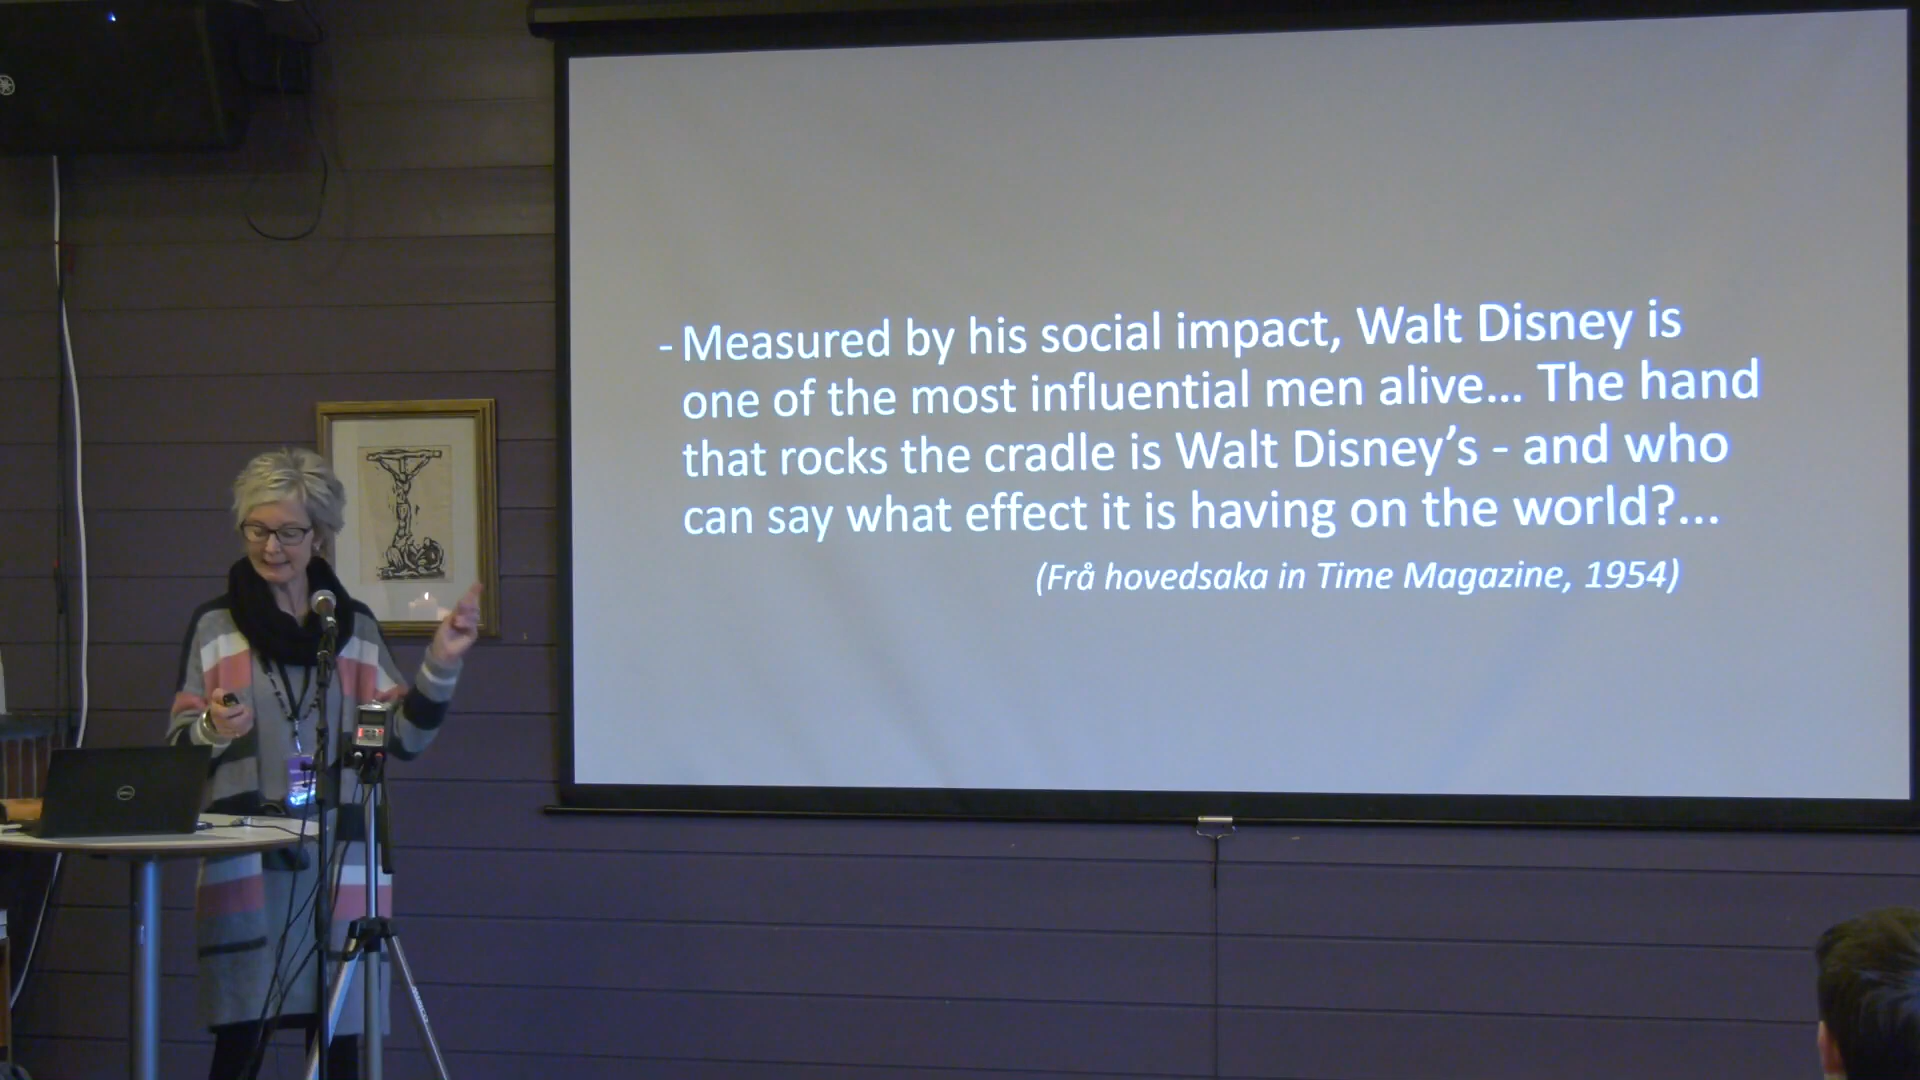 - Measured by his social impact, Walt Disney is
one of the most influential men alive... The hand
that rocks the cradle is Walt Disney's - and who
can say what effect it is having on the world?...
(Frå hovedsaka in Time Magazine, 1954)
DELL